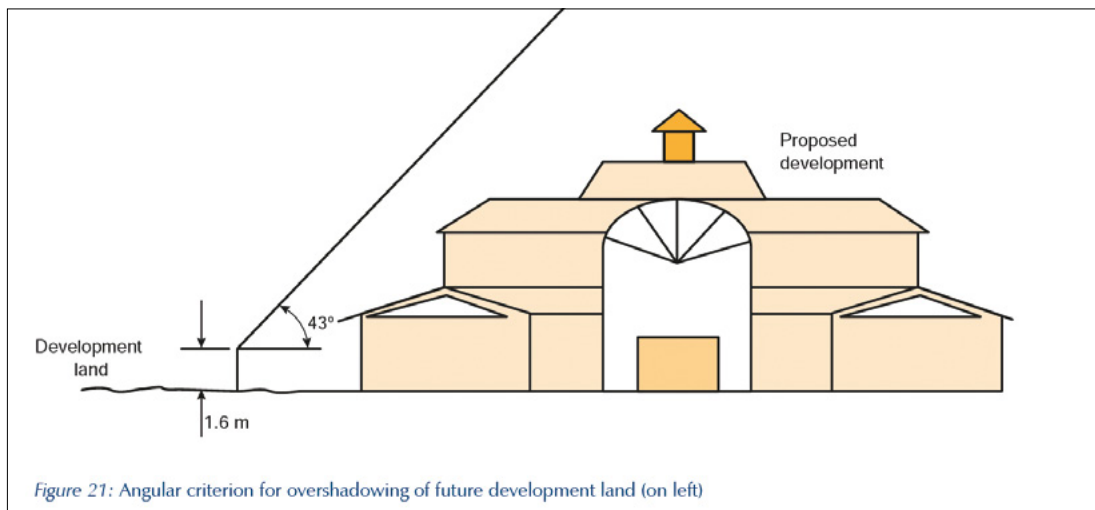 Proposed
development
43°
Development
land
1.6 m
Figure 21: Angular criterion for overshadowing of future development land (on left)